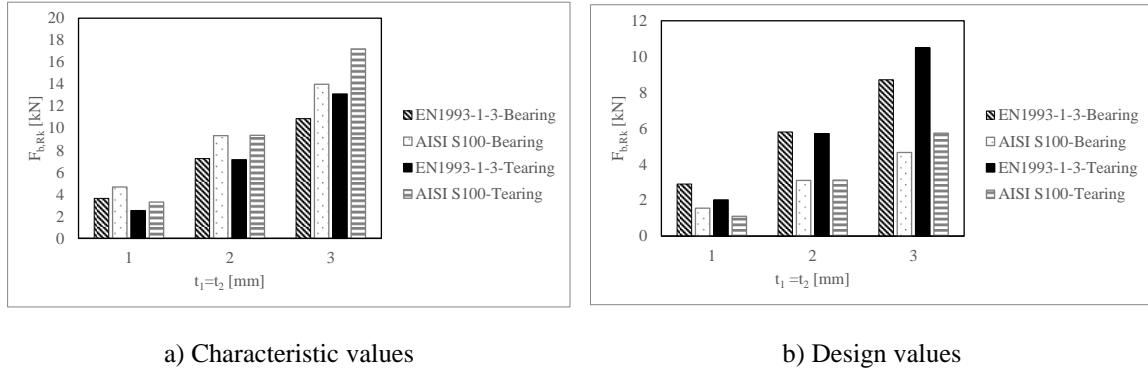 20
18
16
14
12
10
8
6
4
2
0
F_b,Rk [kN]
1
2
3
t₁=t₂ [mm]
EN1993-1-3-Bearing
AISI S100-Bearing
EN1993-1-3-Tearing
AISI S100-Tearing
12
10
8
6
4
2
0
F_b,Rk [kN]
1
2
3
t₁ =t₂ [mm]
EN1993-1-3-Bearing
AISI S100-Bearing
EN1993-1-3-Tearing
AISI S100-Tearing
a) Characteristic values
b) Design values